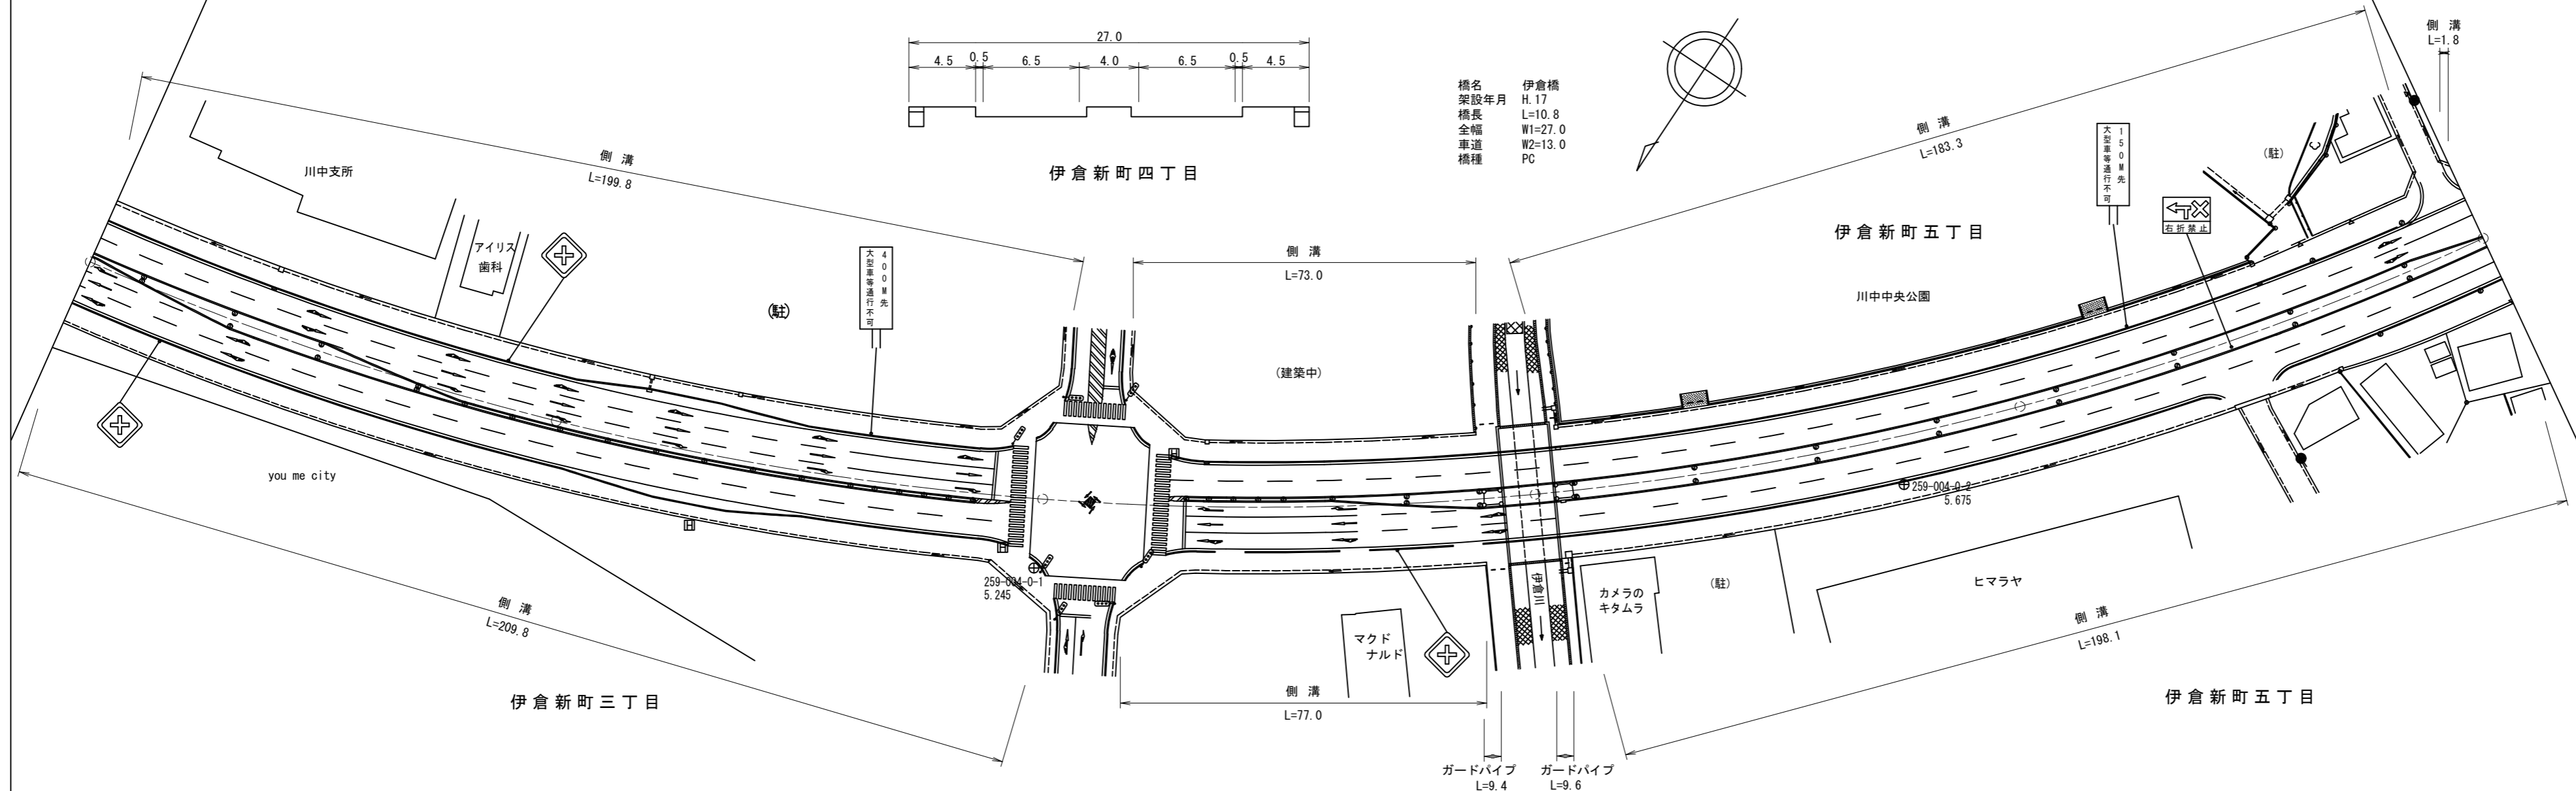 27.0
4.5 0.5 6.5 4.0 6.5 0.5 4.5
橋名 伊倉橋
架設年月 H.17
橋長 L=10.8
全幅 W1=27.0
車道 W2=13.0
橋種 PC
側溝
L=1.8
側溝
L=199.8
伊倉新町四丁目
側溝
L=183.3
川中支所
アイリス
歯科
(駐)
400M先
大型車等通行不可
側溝
L=73.0
(建築中)
伊倉新町五丁目
150M先
大型車等通行不可
右折禁止
(駐)
川中中央公園
you me city
側溝
L=209.8
259-004-0-1
5.245
伊倉新町三丁目
側溝
L=77.0
マクド
ナルド
伊倉川
カメラの
キタムラ
(駐)
ヒマラヤ
259-004-0-2
5.675
側溝
L=198.1
伊倉新町五丁目
ガードパイプ
L=9.4
ガードパイプ
L=9.6